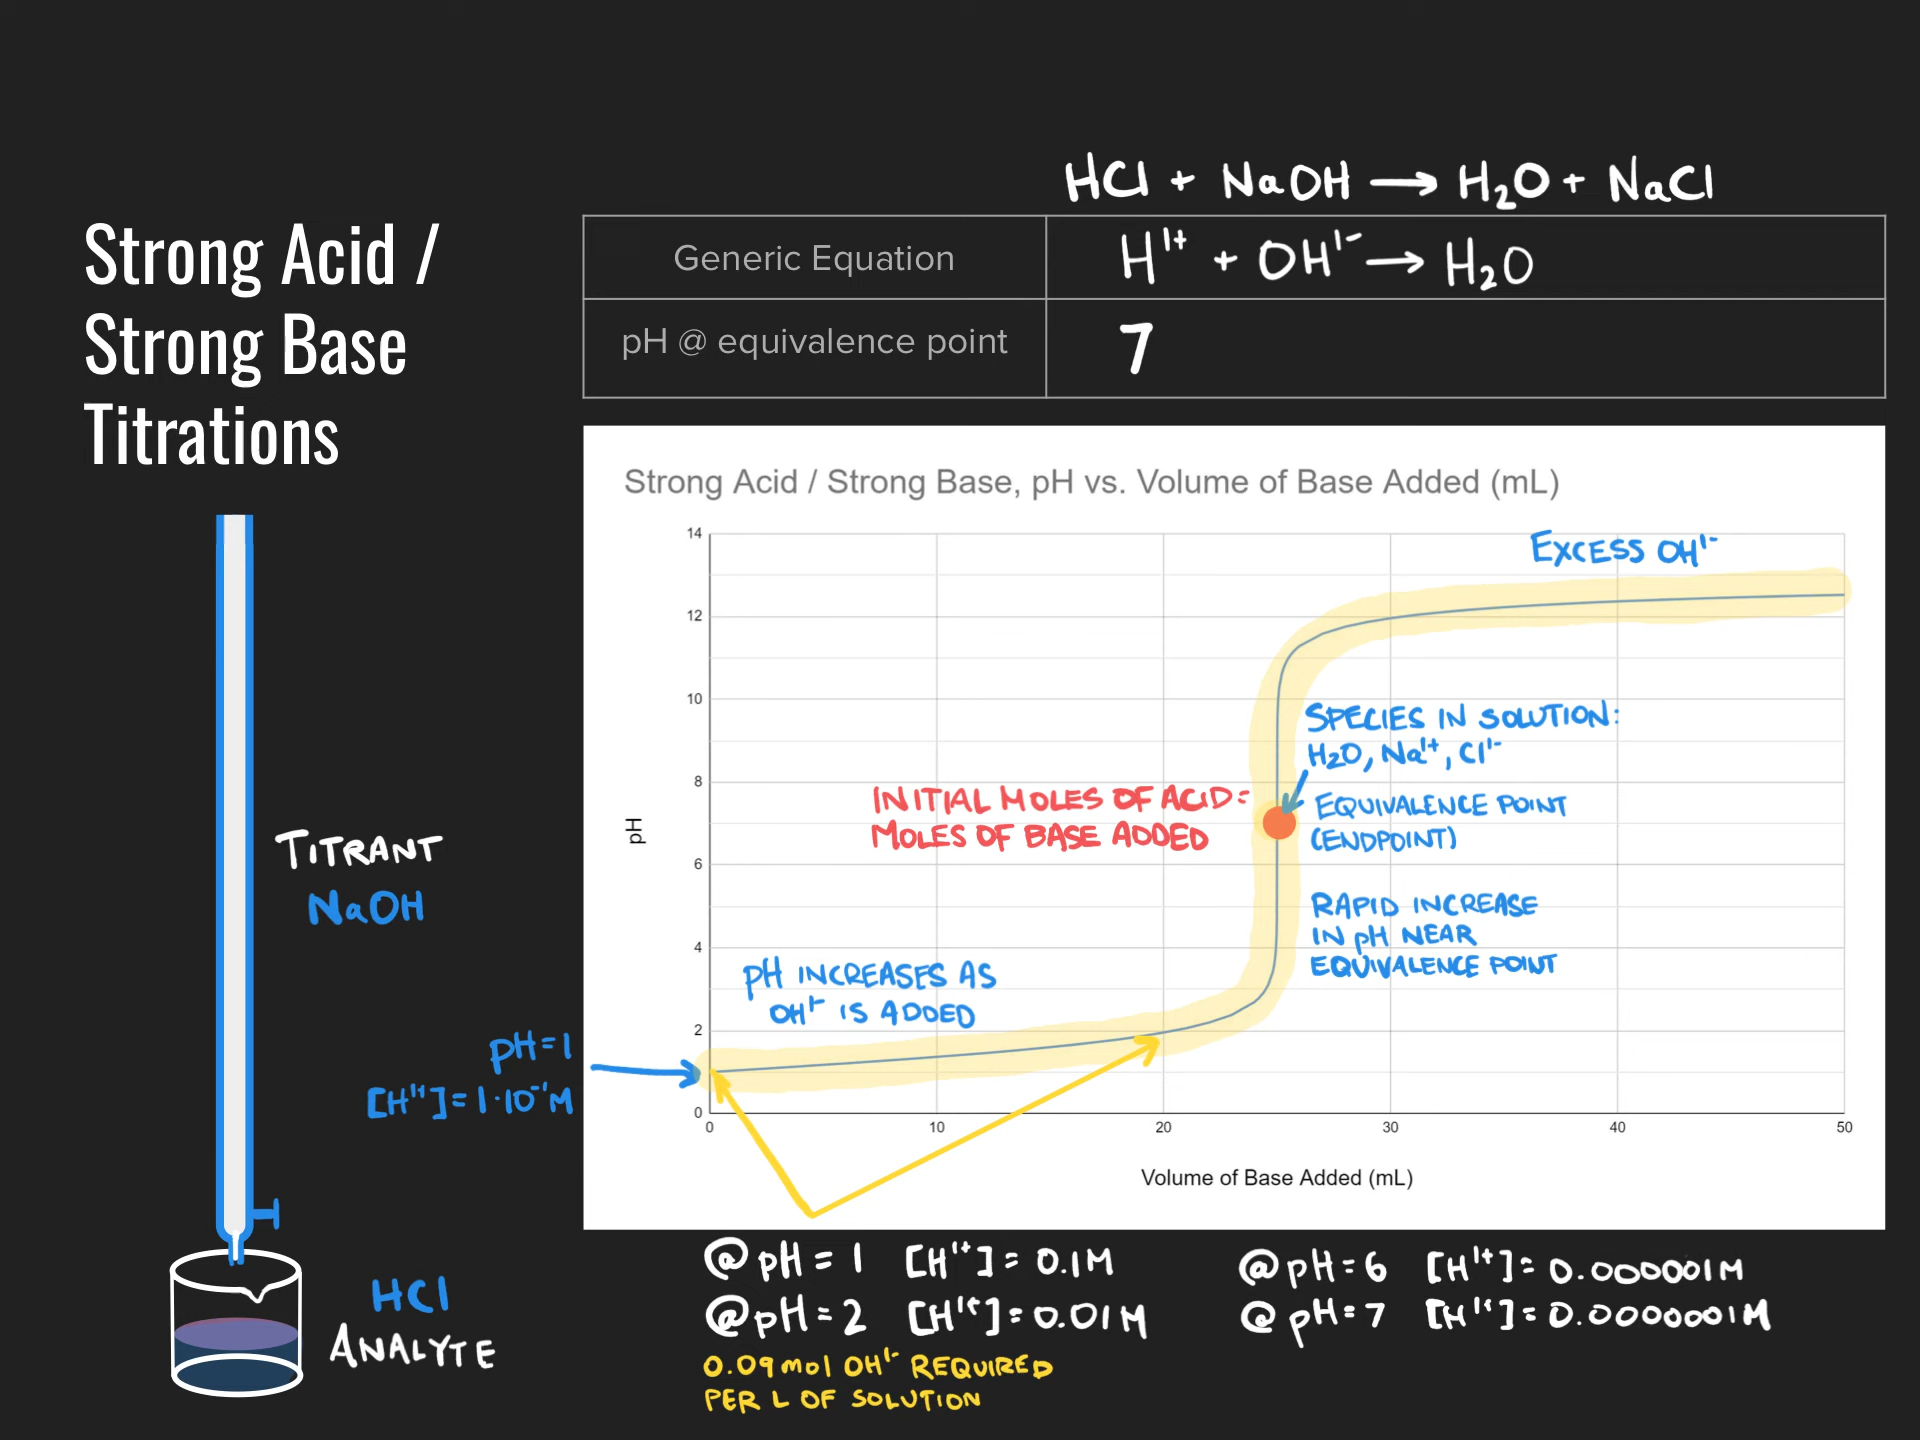 HCl + NaOH → H₂O + NaCl
Strong Acid /
Strong Base
Titrations
Generic Equation
H¹⁺ + OH¹⁻ → H₂O
pH @ equivalence point
7
Strong Acid / Strong Base, pH vs. Volume of Base Added (mL)
14
12
10
8
6
4
2
0
pH
0 10 20 30 40 50
Volume of Base Added (mL)
EXCESS OH¹⁻
SPECIES IN SOLUTION:
H₂O, Na¹⁺, Cl¹⁻
INITIAL MOLES OF ACID =
MOLES OF BASE ADDED
EQUIVALENCE POINT
(ENDPOINT)
RAPID INCREASE
IN pH NEAR
EQUIVALENCE POINT
pH INCREASES AS
OH¹⁻ IS ADDED
TITRANT
NaOH
pH=1
[H¹⁺]=1·10⁻¹M
HCl
ANALYTE
@pH=1 [H¹⁺]=0.1M
@pH=2 [H¹⁺]=0.01M
0.09mol OH¹⁻ REQUIRED
PER L OF SOLUTION
@pH=6 [H¹⁺]=0.000001M
@pH=7 [H¹⁺]=0.0000001M